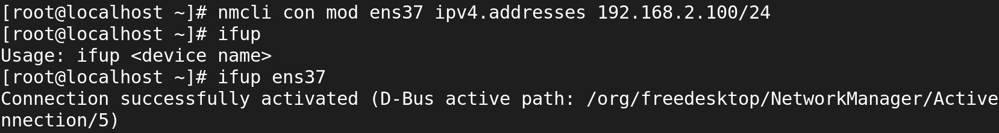 [root@localhost ~]# nmcli con mod ens37 ipv4.addresses 192.168.2.100/24
[root@localhost ~]# ifup
Usage: ifup <device name>
[root@localhost ~]# ifup ens37
Connection successfully activated (D-Bus active path: /org/freedesktop/NetworkManager/Active
nnection/5)